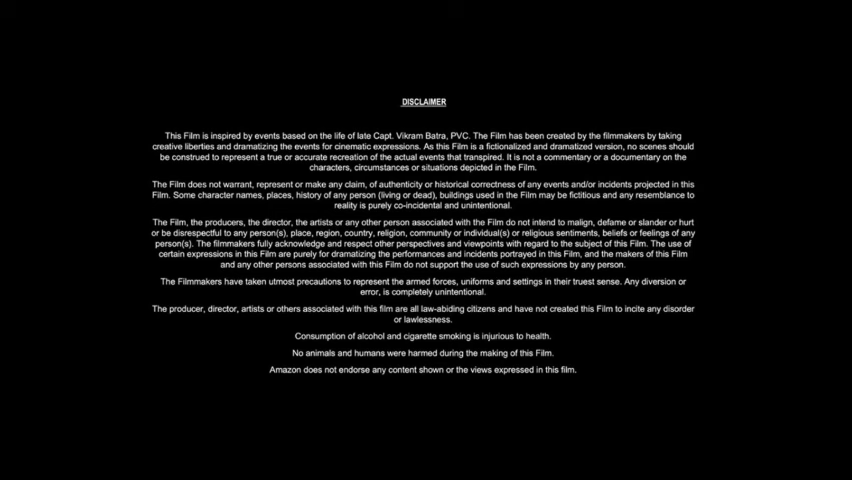 DISCLAIMER
This Film is inspired by events based on the life of late Capt. Vikram Batra, PVC. The Film has been created by the filmmakers by taking
creative liberties and dramatizing the events for cinematic expressions. As this Film is a fictionalized and dramatized version, no scenes should
be construed to represent a true or accurate recreation of the actual events that transpired. It is not a commentary or a documentary on the
characters, circumstances or situations depicted in the Film.
The Film does not warrant, represent or make any claim, of authenticity or historical correctness of any events and/or incidents projected in this
Film. Some character names, places, history of any person (living or dead), buildings used in the Film may be fictitious and any resemblance to
reality is purely co-incidental and unintentional.
The Film, the producers, the director, the artists or any other person associated with the Film do not intend to malign, defame or slander or hurt
or be disrespectful to any person(s), place, region, country, religion, community or individual(s) or religious sentiments, beliefs or feelings of any
person(s). The filmmakers fully acknowledge and respect other perspectives and viewpoints with regard to the subject of this Film. The use of
certain expressions in this Film are purely for dramatizing the performances and incidents portrayed in this Film, and the makers of this Film
and any other persons associated with this Film do not support the use of such expressions by any person.
The Filmmakers have taken utmost precautions to represent the armed forces, uniforms and settings in their truest sense. Any diversion or
error, is completely unintentional.
The producer, director, artists or others associated with this film are all law-abiding citizens and have not created this Film to incite any disorder
or lawlessness.
Consumption of alcohol and cigarette smoking is injurious to health.
No animals and humans were harmed during the making of this Film.
Amazon does not endorse any content shown or the views expressed in this film.